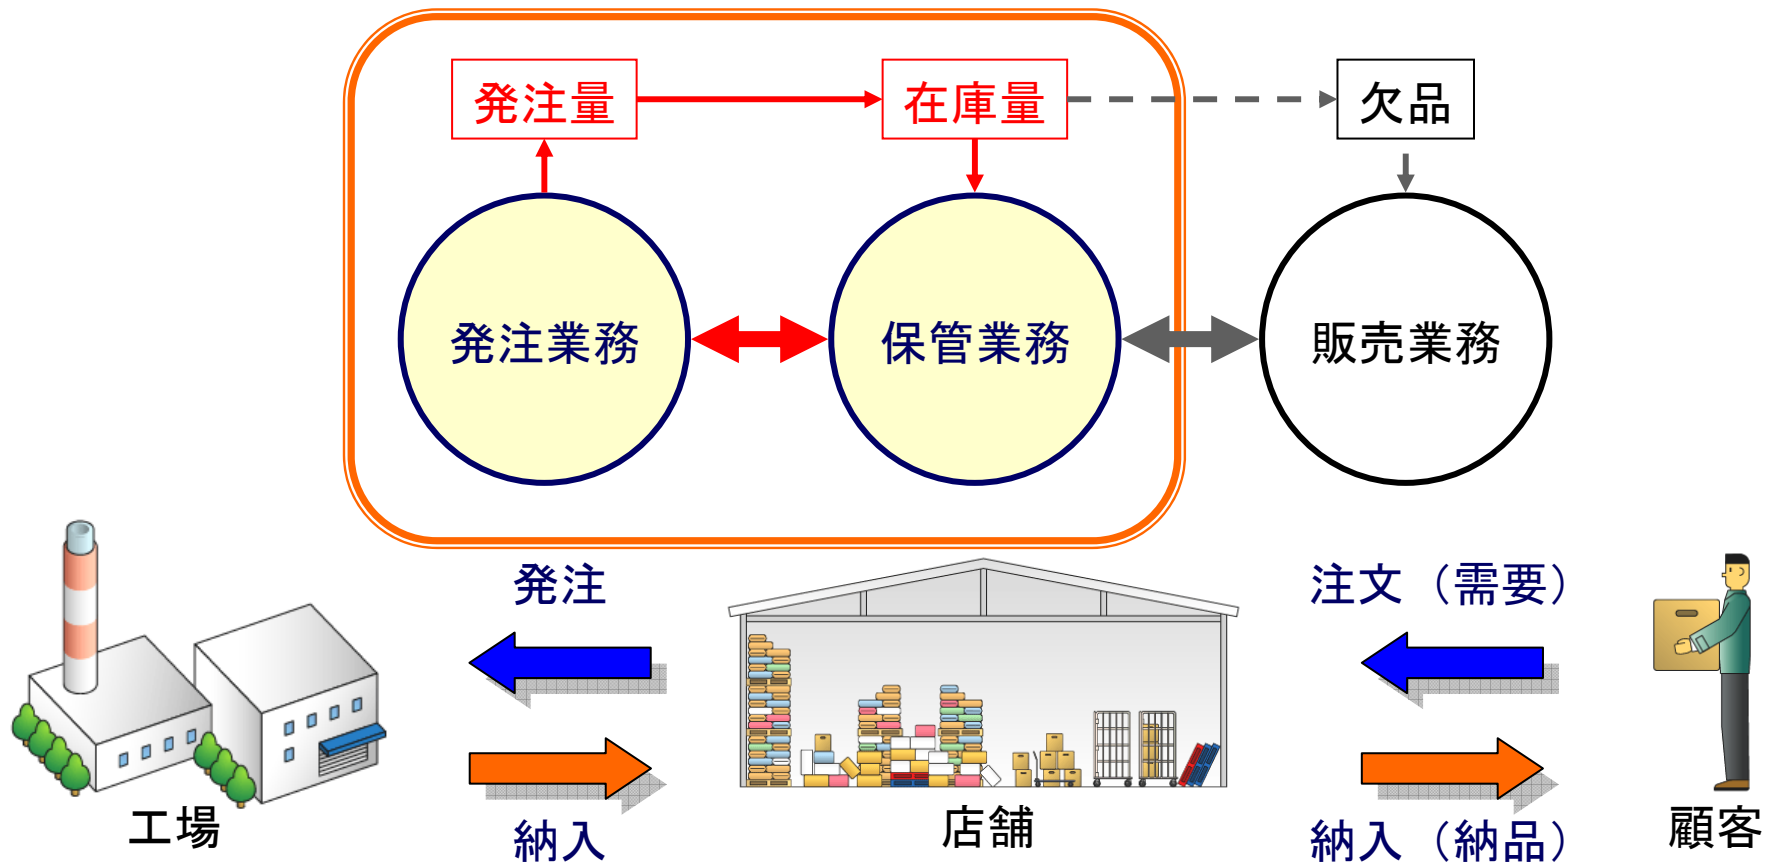 発注量
在庫量
欠品
発注業務
保管業務
販売業務
発注
注文（需要）
工場
店舗
顧客
納入
納入（納品）